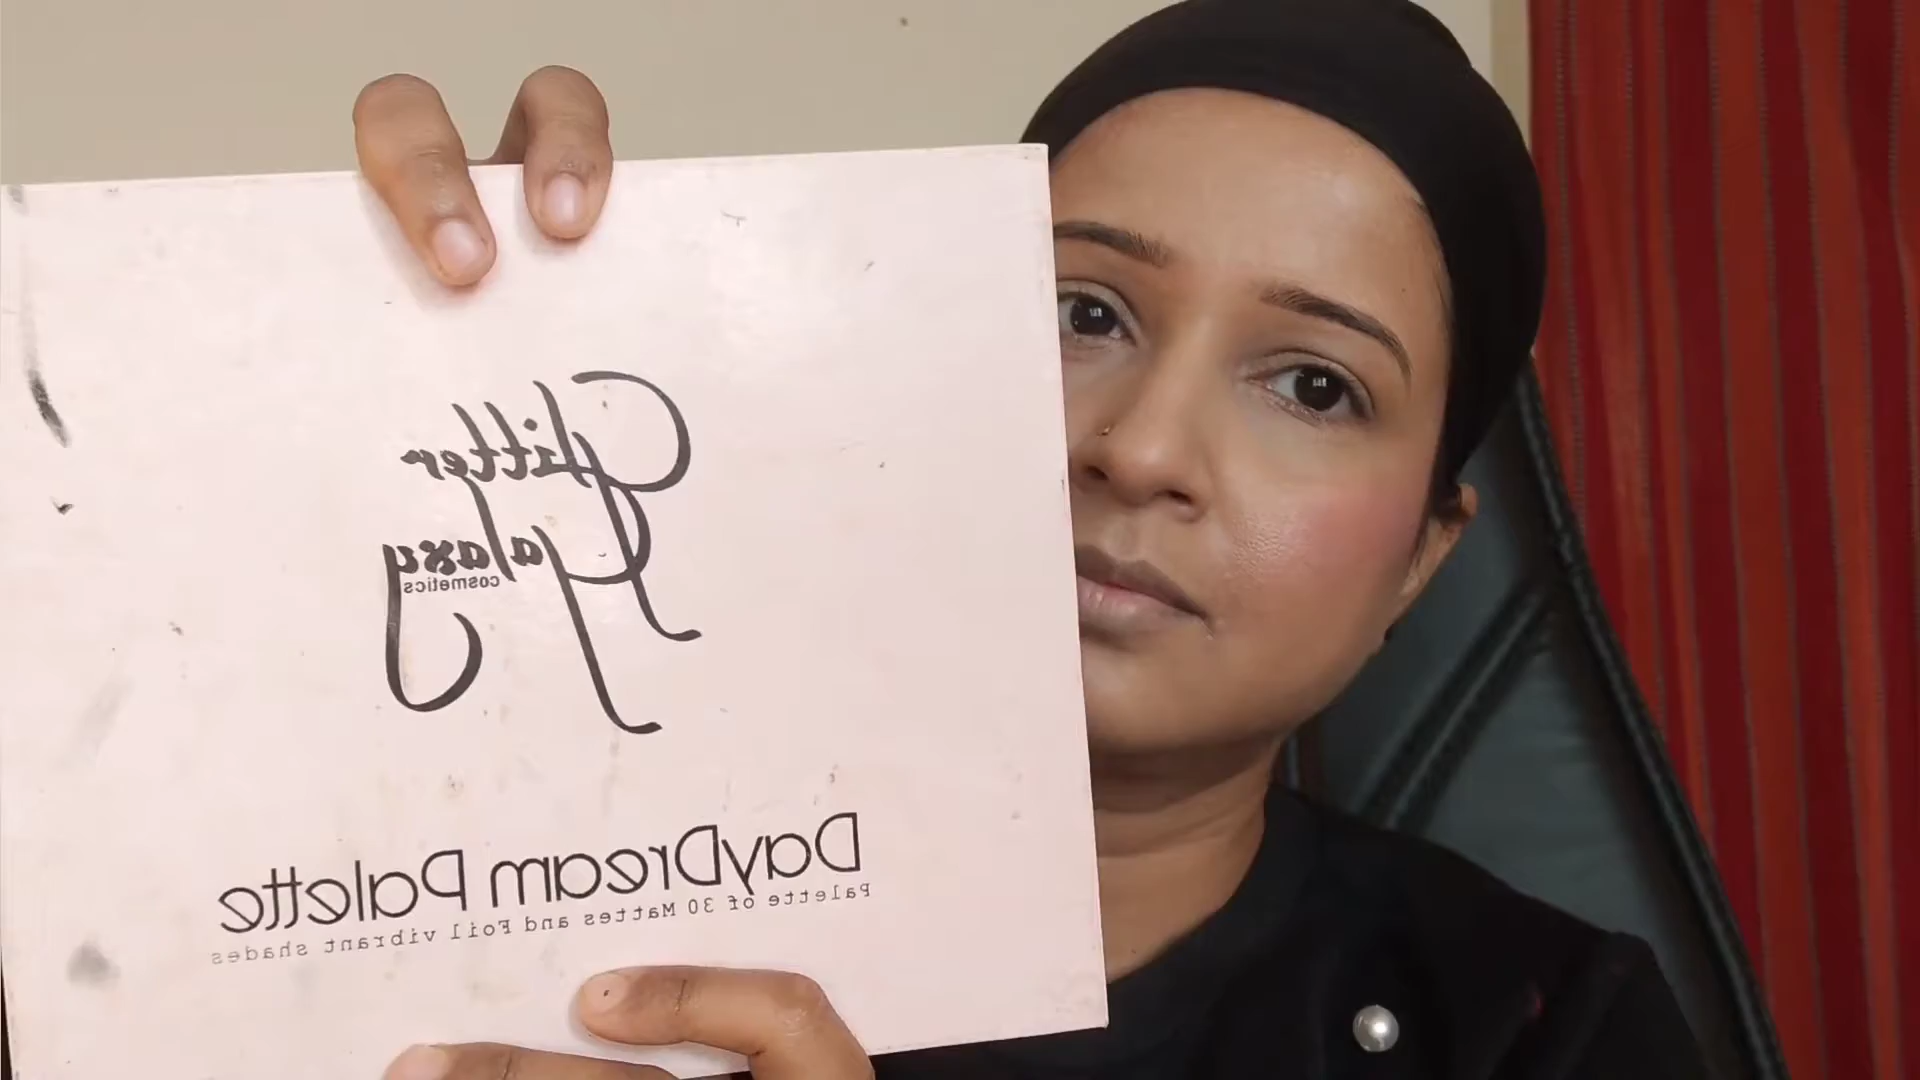 Glitter
Galaxy
cosmetics
DayDream Palette
Palette of 30 Mattes and Foil vibrant shades